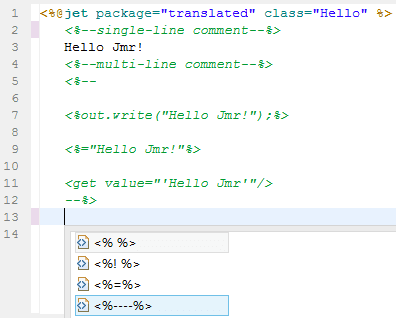 1 <%@jet package="translated" class="Hello" %>
2 <%--single-line comment--%>
3 Hello Jmr!
4 <%--multi-line comment--%>
5 <%--
6
7 <%out.write("Hello Jmr!");%>
8
9 <%="Hello Jmr!"%>
10
11 <get value="'Hello Jmr'"/>
12 --%>
13
14
<% %>
<%! %>
<%=%>
<%----%>